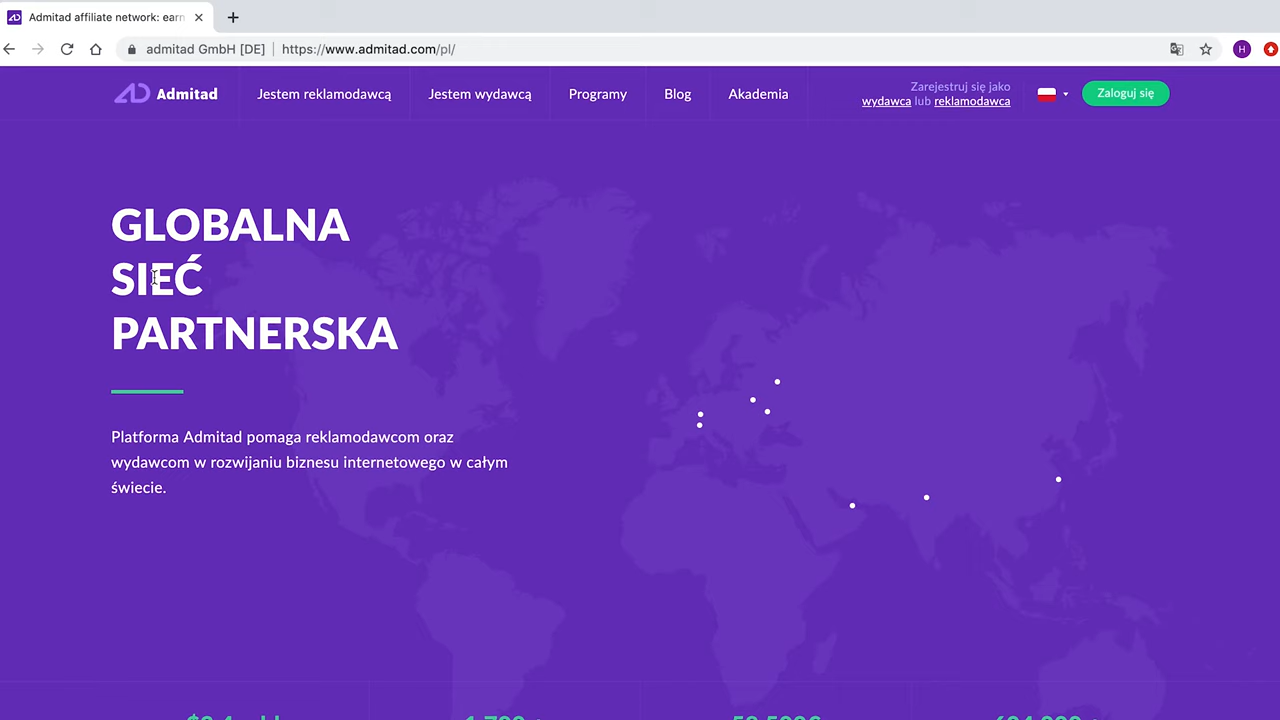 Admitad affiliate network: earn
admitad GmbH [DE] https://www.admitad.com/pl/
H
Admitad
Jestem reklamodawcą
Jestem wydawcą
Programy
Blog
Akademia
Zarejestruj się jako
wydawca lub reklamodawca
Zaloguj się
GLOBALNA
SIEĆ
PARTNERSKA
Platforma Admitad pomaga reklamodawcom oraz
wydawcom w rozwijaniu biznesu internetowego w całym
świecie.